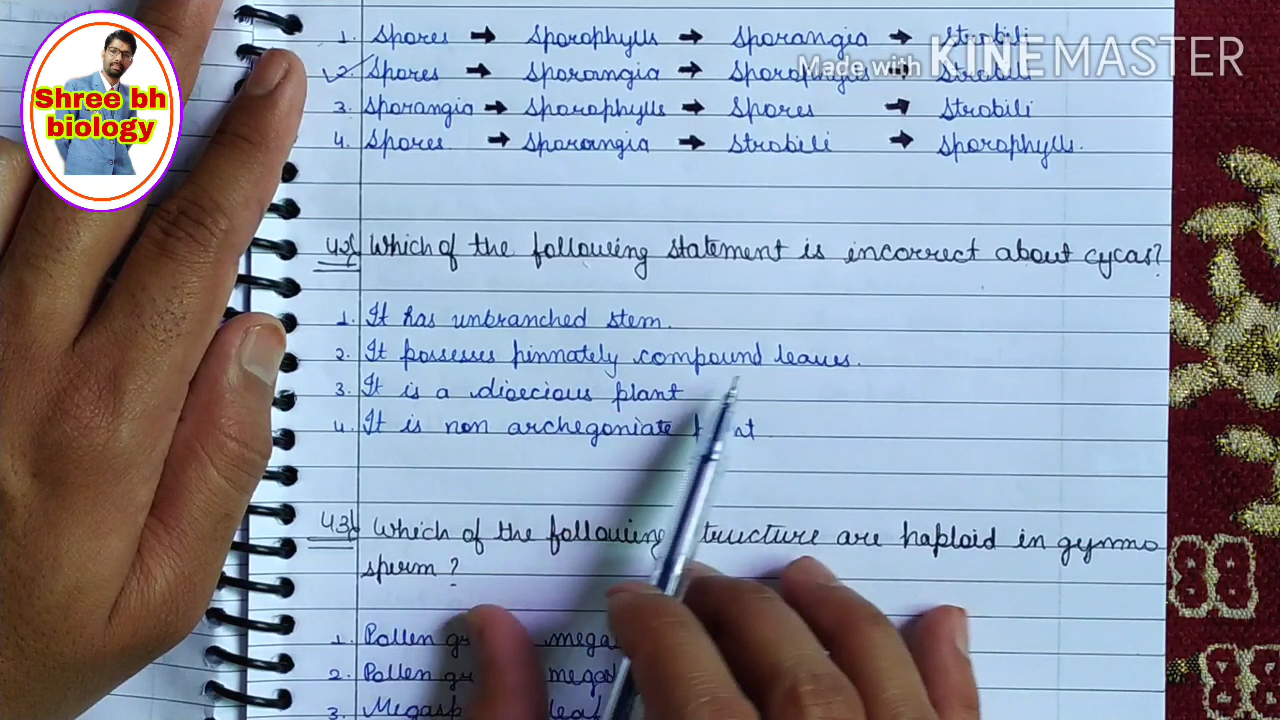 1. Spores → Sporophylls → Sporangia → Strobili
Made with KINEMASTER
2. Spores → Sporangia → Sporophylls → Strobili
3. Sporangia → Sporophylls → Spores → Strobili
4. Spores → Sporangia → Strobili → Sporophylls.
Shree bh
biology
42) Which of the following statement is incorrect about cycas?
1. It has unbranched stem.
2. It possesses pinnately compound leaves.
3. It is a dioecious plant
4. It is non archegoniate
43) Which of the following structure are haploid in gymno
sperm ?
1. Pollen
2. Pollen
3.